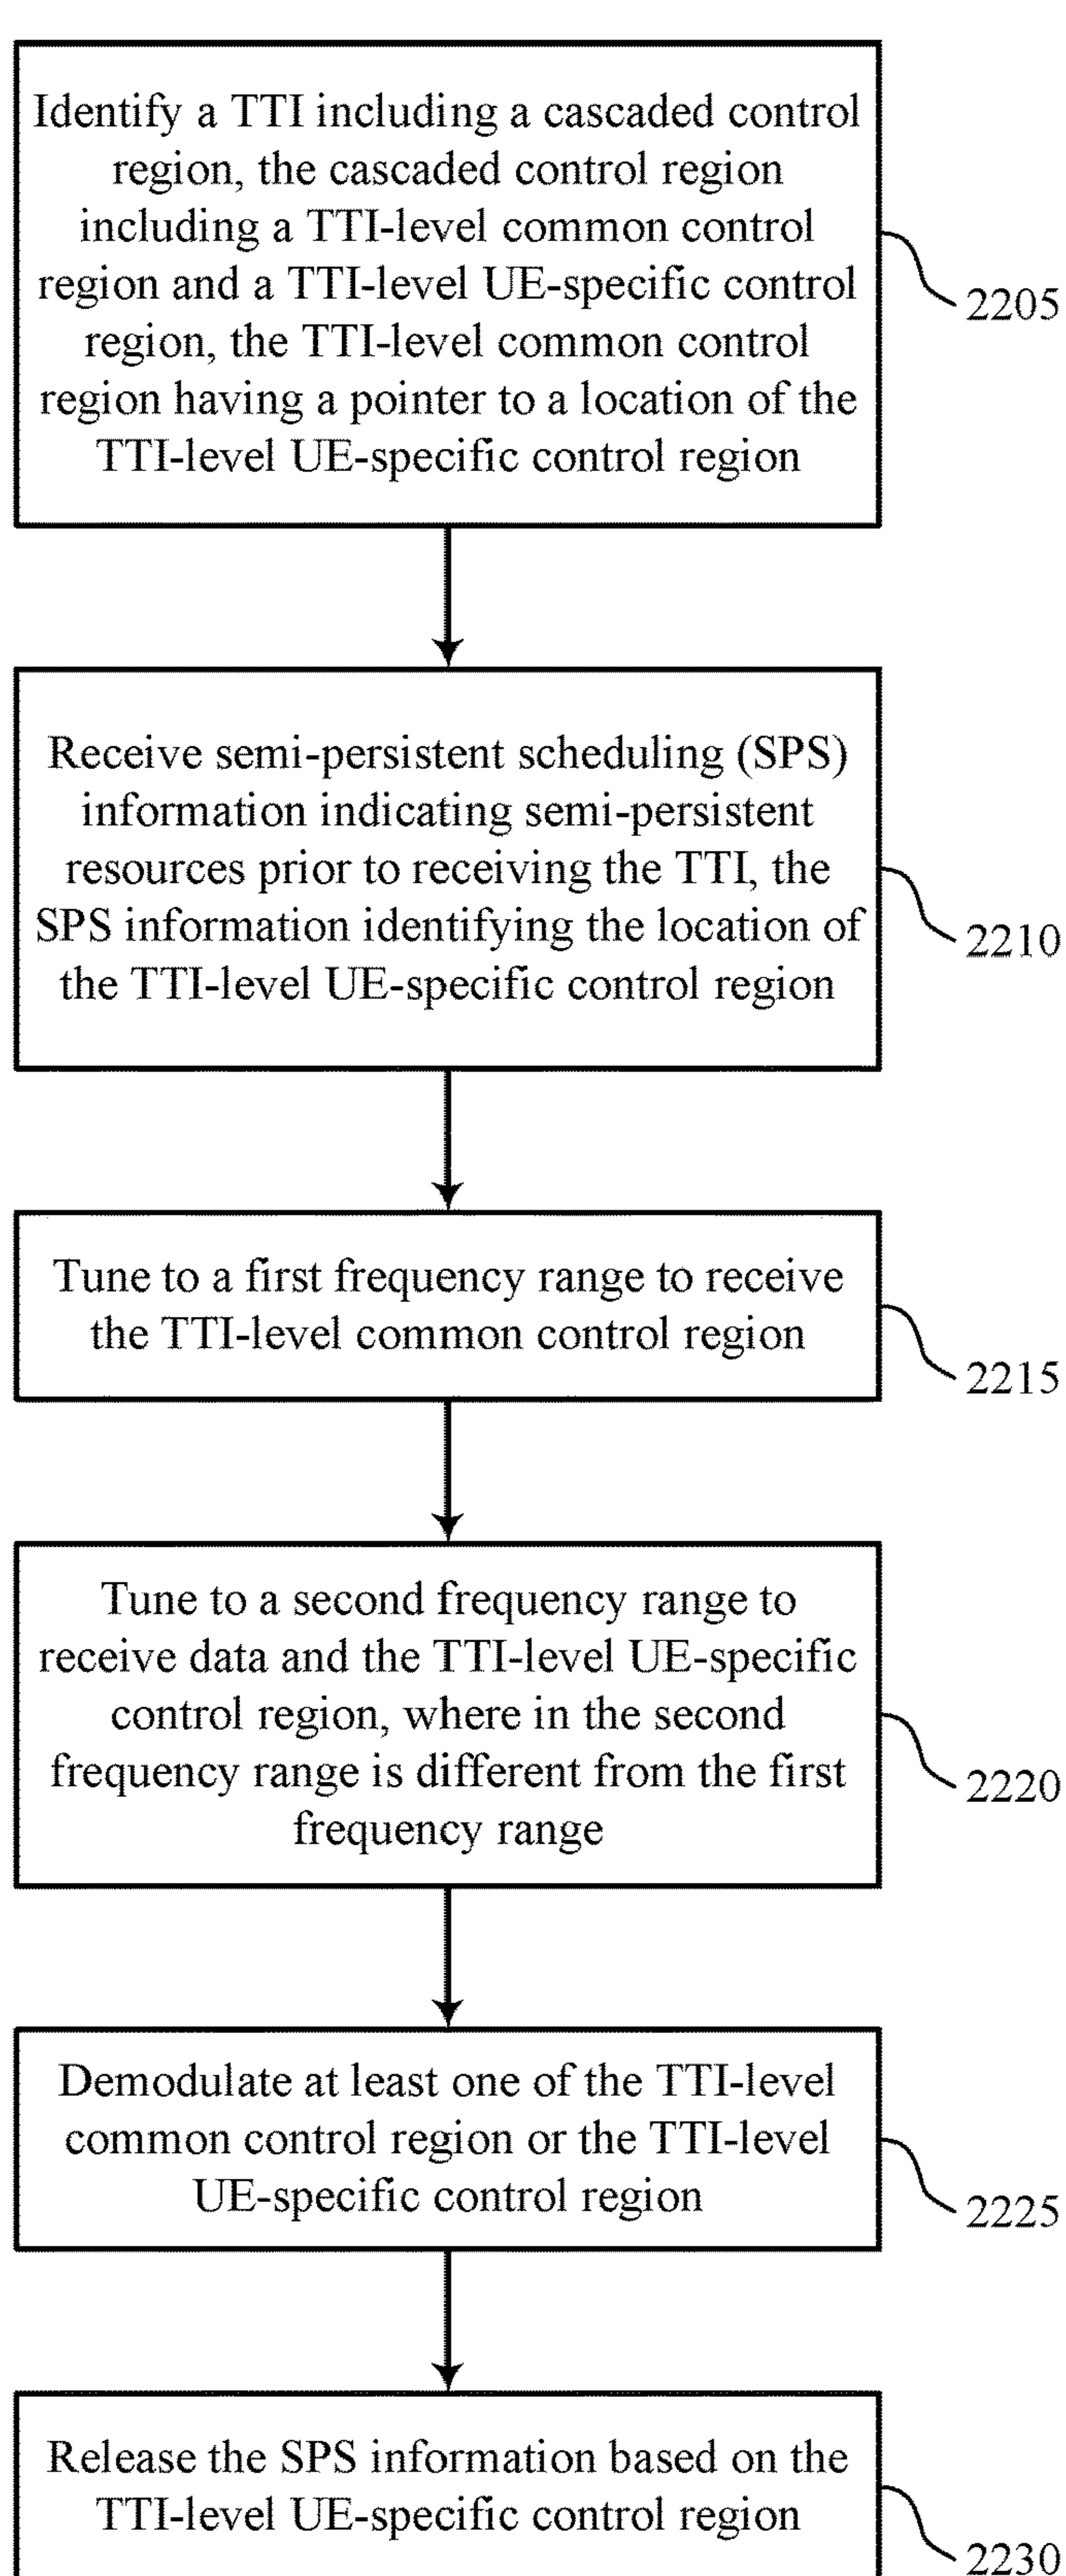 Identify a TTI including a cascaded control
region, the cascaded control region
including a TTI-level common control
region and a TTI-level UE-specific control
region, the TTI-level common control
region having a pointer to a location of the
TTI-level UE-specific control region
2205
Receive semi-persistent scheduling (SPS)
information indicating semi-persistent
resources prior to receiving the TTI, the
SPS information identifying the location of
the TTI-level UE-specific control region
2210
Tune to a first frequency range to receive
the TTI-level common control region
2215
Tune to a second frequency range to
receive data and the TTI-level UE-specific
control region, where in the second
frequency range is different from the first
frequency range
2220
Demodulate at least one of the TTI-level
common control region or the TTI-level
UE-specific control region
2225
Release the SPS information based on the
TTI-level UE-specific control region
2230